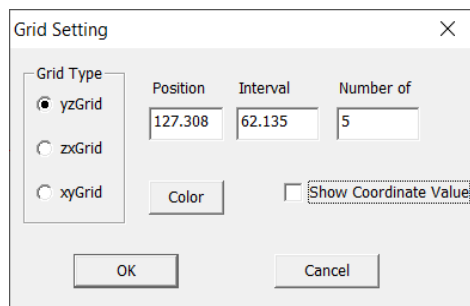 Grid Setting
Grid Type
yzGrid
zxGrid
xyGrid
Position Interval Number of
127.308 62.135 5
Color
Show Coordinate Value
OK Cancel